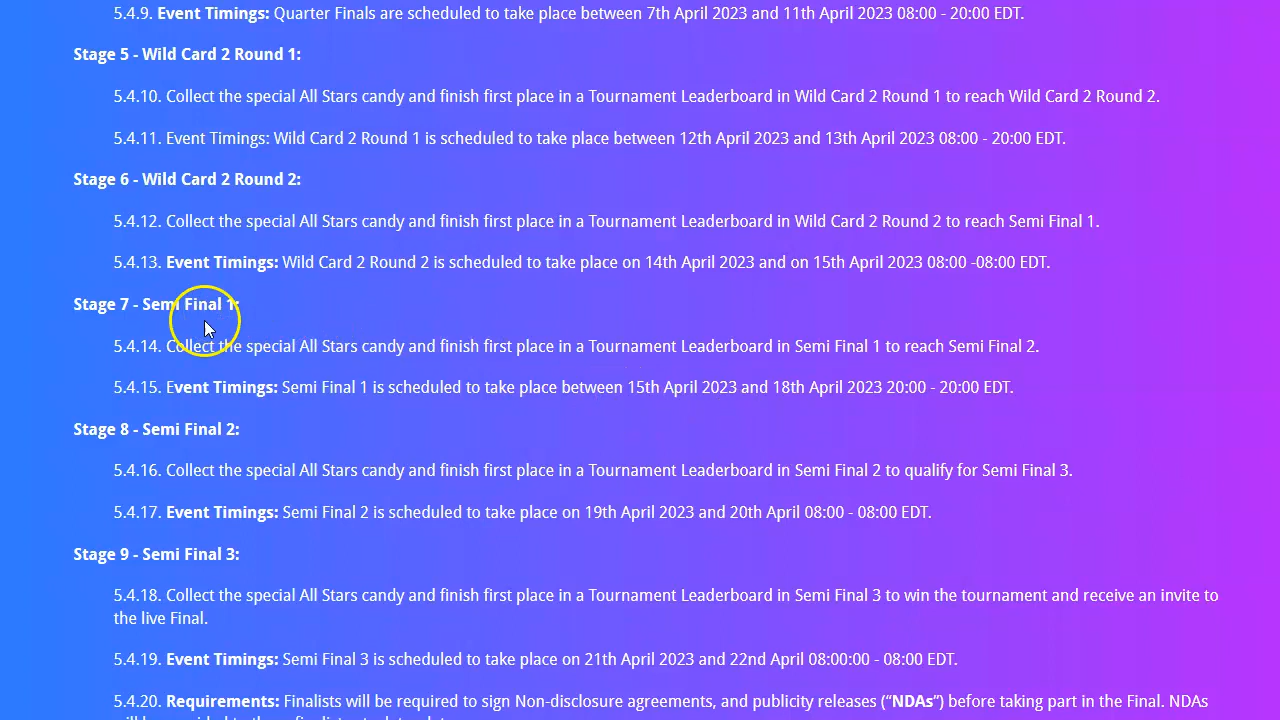 5.4.9. Event Timings: Quarter Finals are scheduled to take place between 7th April 2023 and 11th April 2023 08:00 - 20:00 EDT.
Stage 5 - Wild Card 2 Round 1:
5.4.10. Collect the special All Stars candy and finish first place in a Tournament Leaderboard in Wild Card 2 Round 1 to reach Wild Card 2 Round 2.
5.4.11. Event Timings: Wild Card 2 Round 1 is scheduled to take place between 12th April 2023 and 13th April 2023 08:00 - 20:00 EDT.
Stage 6 - Wild Card 2 Round 2:
5.4.12. Collect the special All Stars candy and finish first place in a Tournament Leaderboard in Wild Card 2 Round 2 to reach Semi Final 1.
5.4.13. Event Timings: Wild Card 2 Round 2 is scheduled to take place on 14th April 2023 and on 15th April 2023 08:00 -08:00 EDT.
Stage 7 - Semi Final 1:
5.4.14. Collect the special All Stars candy and finish first place in a Tournament Leaderboard in Semi Final 1 to reach Semi Final 2.
5.4.15. Event Timings: Semi Final 1 is scheduled to take place between 15th April 2023 and 18th April 2023 20:00 - 20:00 EDT.
Stage 8 - Semi Final 2:
5.4.16. Collect the special All Stars candy and finish first place in a Tournament Leaderboard in Semi Final 2 to qualify for Semi Final 3.
5.4.17. Event Timings: Semi Final 2 is scheduled to take place on 19th April 2023 and 20th April 08:00 - 08:00 EDT.
Stage 9 - Semi Final 3:
5.4.18. Collect the special All Stars candy and finish first place in a Tournament Leaderboard in Semi Final 3 to win the tournament and receive an invite to
the live Final.
5.4.19. Event Timings: Semi Final 3 is scheduled to take place on 21th April 2023 and 22nd April 08:00:00 - 08:00 EDT.
5.4.20. Requirements: Finalists will be required to sign Non-disclosure agreements, and publicity releases (“NDAs”) before taking part in the Final. NDAs